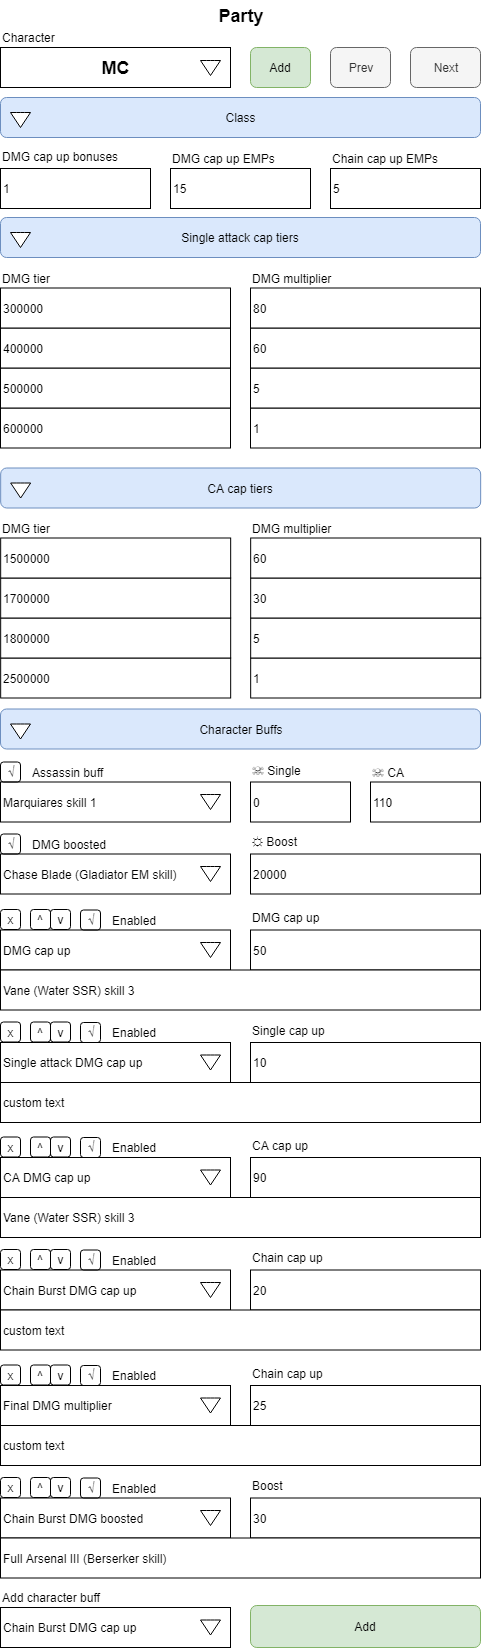 Party
Character
MC Add Prev Next
Class
DMG cap up bonuses DMG cap up EMPs Chain cap up EMPs
1 15 5
Single attack cap tiers
DMG tier DMG multiplier
300000 80
400000 60
500000 5
600000 1
CA cap tiers
DMG tier DMG multiplier
1500000 60
1700000 30
1800000 5
2500000 1
Character Buffs
√ Assassin buff ☠ Single ☠ CA
Marquiares skill 1 0 110
√ DMG boosted ☼ Boost
Chase Blade (Gladiator EM skill) 20000
x ^ v √ Enabled DMG cap up
DMG cap up 50
Vane (Water SSR) skill 3
x ^ v √ Enabled Single cap up
Single attack DMG cap up 10
custom text
x ^ v √ Enabled CA cap up
CA DMG cap up 90
Vane (Water SSR) skill 3
x ^ v √ Enabled Chain cap up
Chain Burst DMG cap up 20
custom text
x ^ v √ Enabled Chain cap up
Final DMG multiplier 25
custom text
x ^ v √ Enabled Boost
Chain Burst DMG boosted 30
Full Arsenal III (Berserker skill)
Add character buff
Chain Burst DMG cap up Add